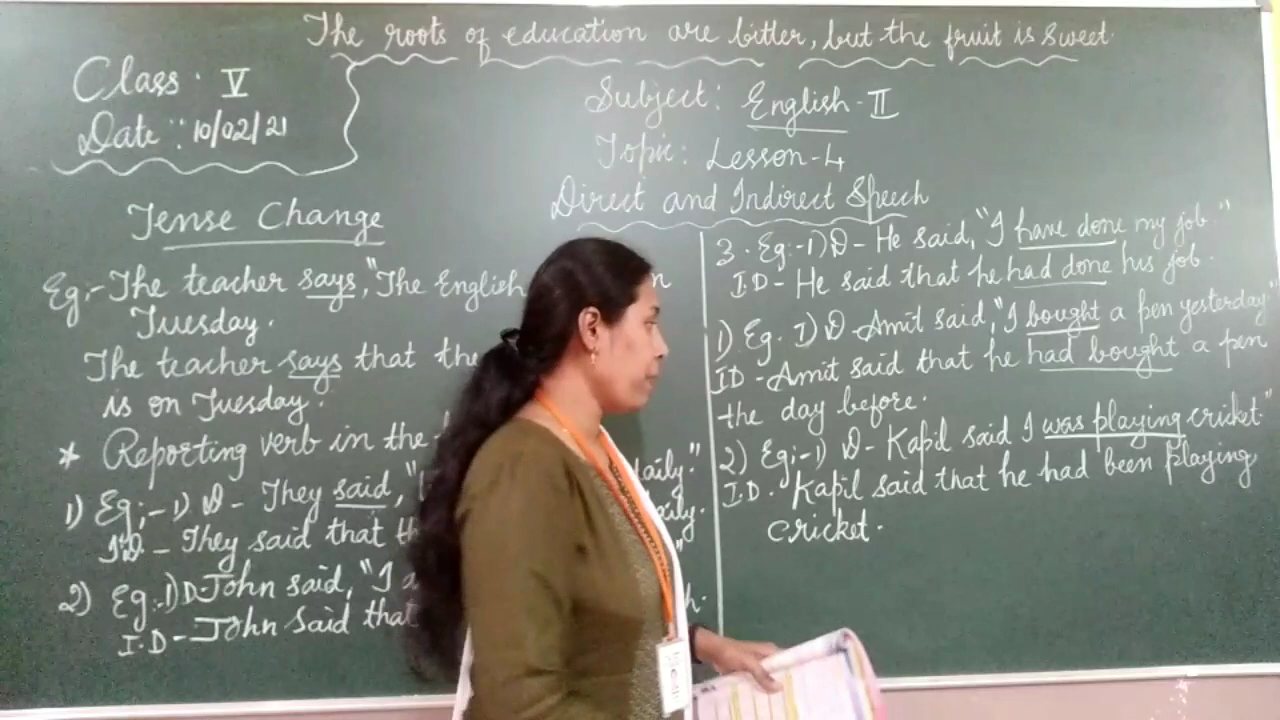 The roots of education are bitter, but the fruit is sweet
Class: V
Date: 10/02/21
Subject: English-II
Topic: Lesson-4
Direct and Indirect Speech
Tense Change
Eg:- The teacher says, "The English
Tuesday.
The teacher says that the
is on Tuesday.
* Reporting verb in the
1) Eg:- 1) D - They said, " daily."
I.D. - They said that
2) Eg:-1) D-John said, "I
I.D - John said that
3. Eg:-1) D - He said, "I have done my job."
I.D - He said that he had done his job.
1) Eg. I) D - Amit said, "I bought a pen yesterday."
ID - Amit said that he had bought a pen
the day before.
2) Eg:-1) D - Kapil said I was playing cricket."
I.D. Kapil said that he had been playing
cricket.